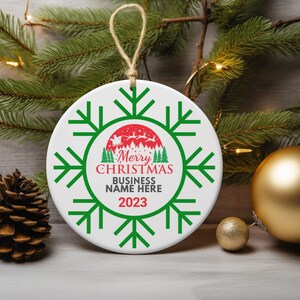 Merry
CHRISTMAS
BUSINESS
NAME HERE
2023